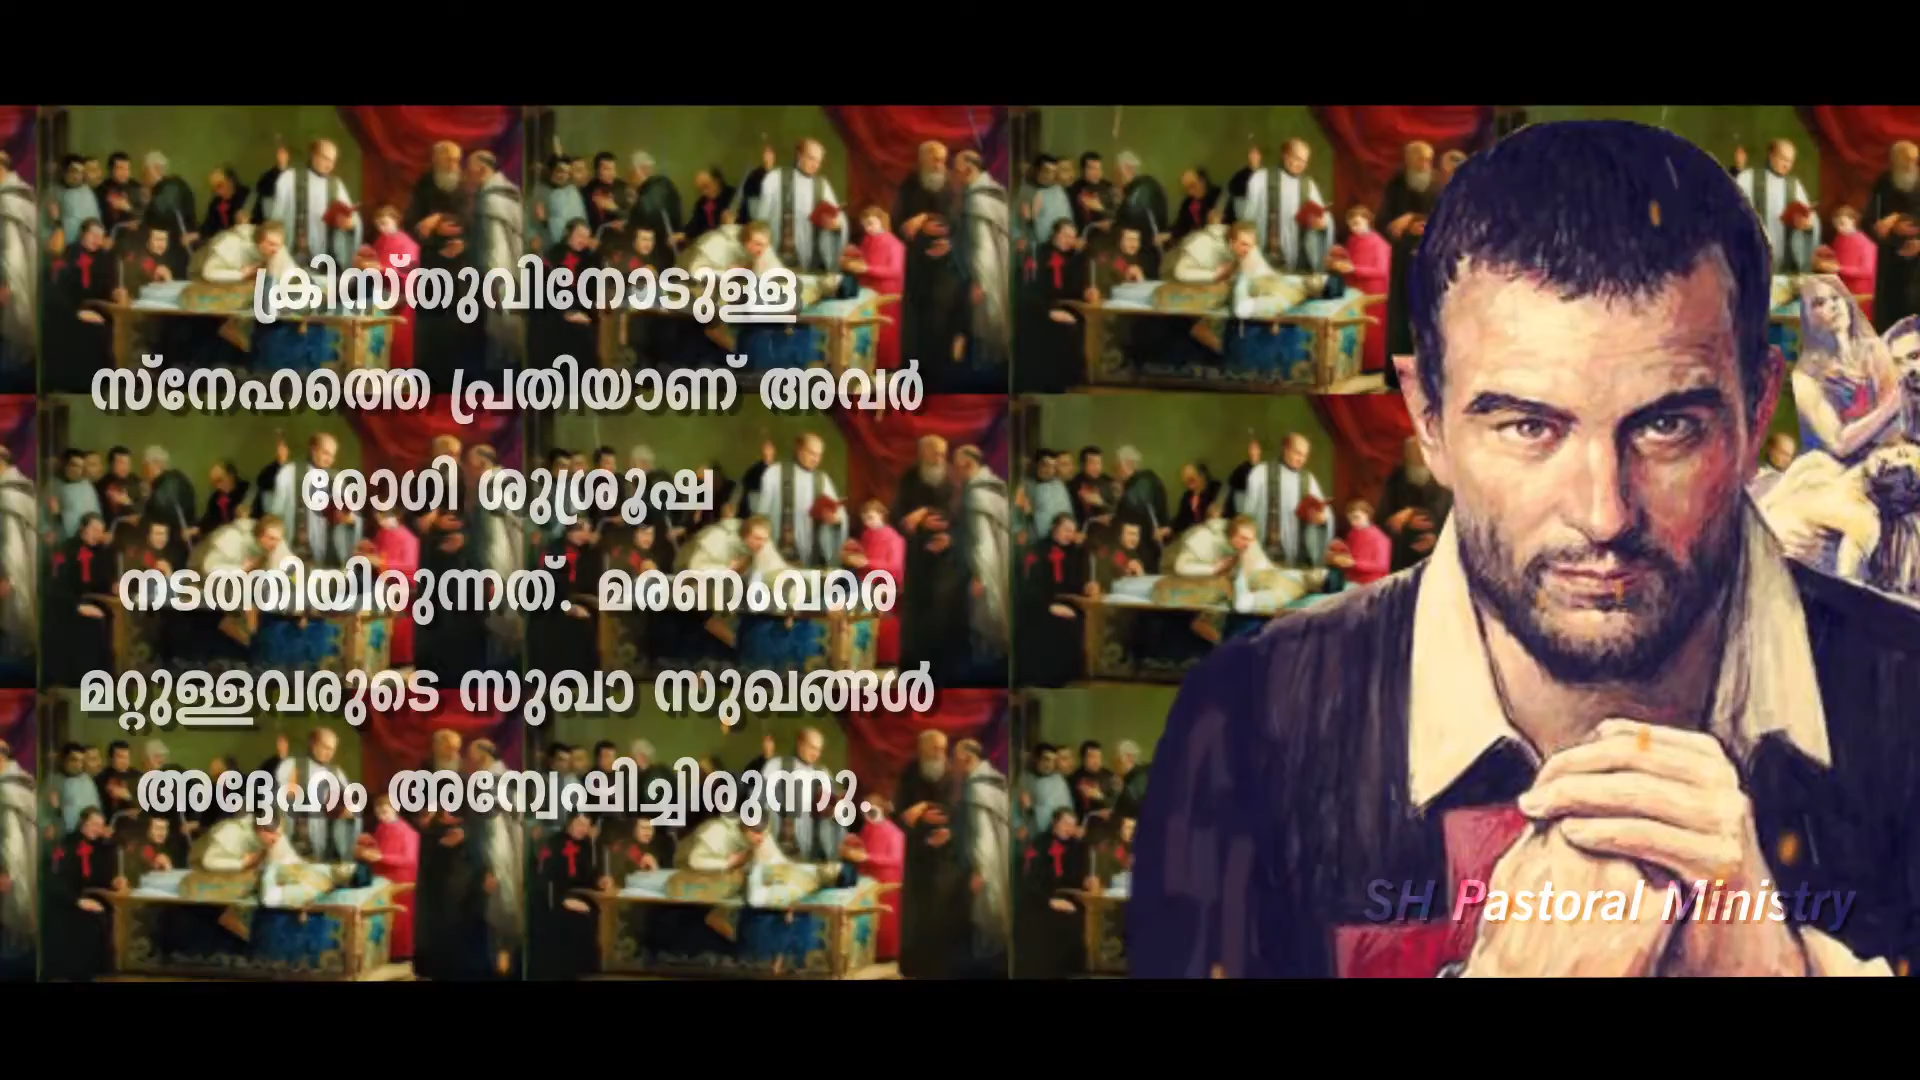 ക്രിസ്തുവിനോടുള്ള
സ്നേഹത്തെ പ്രതിയാണ് അവർ
രോഗി ശുശ്രൂഷ
നടത്തിയിരുന്നത്. മരണംവരെ
മറ്റുള്ളവരുടെ സുഖാ സുഖങ്ങൾ
അദ്ദേഹം അന്വേഷിച്ചിരുന്നു.
SH Pastoral Ministry